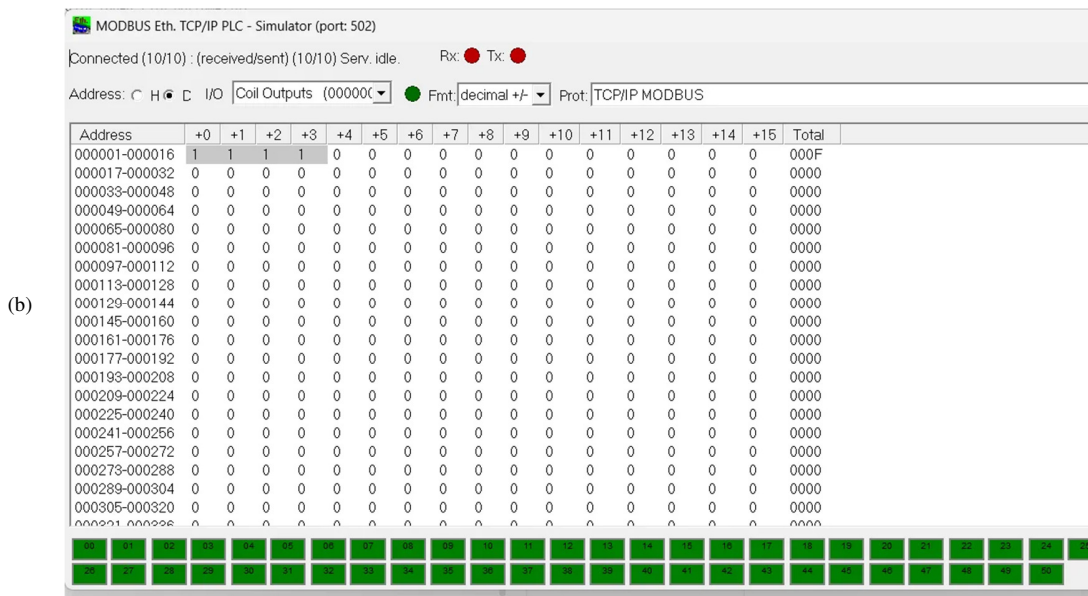 MODBUS Eth. TCP/IP PLC - Simulator (port: 502)
Connected (10/10) : (received/sent) (10/10) Serv. idle. Rx: Tx:
Address: H D I/O Coil Outputs (00000( Fmt: decimal +/- Prot: TCP/IP MODBUS
Address +0 +1 +2 +3 +4 +5 +6 +7 +8 +9 +10 +11 +12 +13 +14 +15 Total
000001-000016 1 1 1 1 0 0 0 0 0 0 0 0 0 0 0 0 000F
000017-000032 0 0 0 0 0 0 0 0 0 0 0 0 0 0 0 0 0000
000033-000048 0 0 0 0 0 0 0 0 0 0 0 0 0 0 0 0 0000
000049-000064 0 0 0 0 0 0 0 0 0 0 0 0 0 0 0 0 0000
000065-000080 0 0 0 0 0 0 0 0 0 0 0 0 0 0 0 0 0000
000081-000096 0 0 0 0 0 0 0 0 0 0 0 0 0 0 0 0 0000
000097-000112 0 0 0 0 0 0 0 0 0 0 0 0 0 0 0 0 0000
000113-000128 0 0 0 0 0 0 0 0 0 0 0 0 0 0 0 0 0000
000129-000144 0 0 0 0 0 0 0 0 0 0 0 0 0 0 0 0 0000
(b)
000145-000160 0 0 0 0 0 0 0 0 0 0 0 0 0 0 0 0 0000
000161-000176 0 0 0 0 0 0 0 0 0 0 0 0 0 0 0 0 0000
000177-000192 0 0 0 0 0 0 0 0 0 0 0 0 0 0 0 0 0000
000193-000208 0 0 0 0 0 0 0 0 0 0 0 0 0 0 0 0 0000
000209-000224 0 0 0 0 0 0 0 0 0 0 0 0 0 0 0 0 0000
000225-000240 0 0 0 0 0 0 0 0 0 0 0 0 0 0 0 0 0000
000241-000256 0 0 0 0 0 0 0 0 0 0 0 0 0 0 0 0 0000
000257-000272 0 0 0 0 0 0 0 0 0 0 0 0 0 0 0 0 0000
000273-000288 0 0 0 0 0 0 0 0 0 0 0 0 0 0 0 0 0000
000289-000304 0 0 0 0 0 0 0 0 0 0 0 0 0 0 0 0 0000
000305-000320 0 0 0 0 0 0 0 0 0 0 0 0 0 0 0 0 0000
00 01 02 03 04 05 06 07 08 09 10 11 12 13 14 15 16 17 18 19 20 21 22 23 24
26 27 28 29 30 31 32 33 34 35 36 37 38 39 40 41 42 43 44 45 46 47 48 49 50